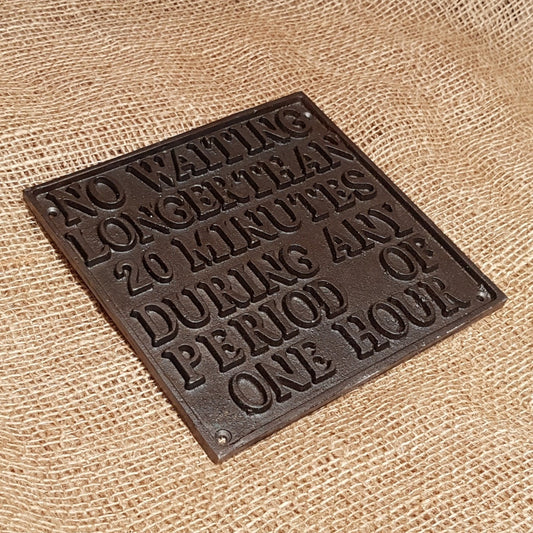 NO WAITING
LONGER THAN
20 MINUTES
DURING ANY
PERIOD OF
ONE HOUR